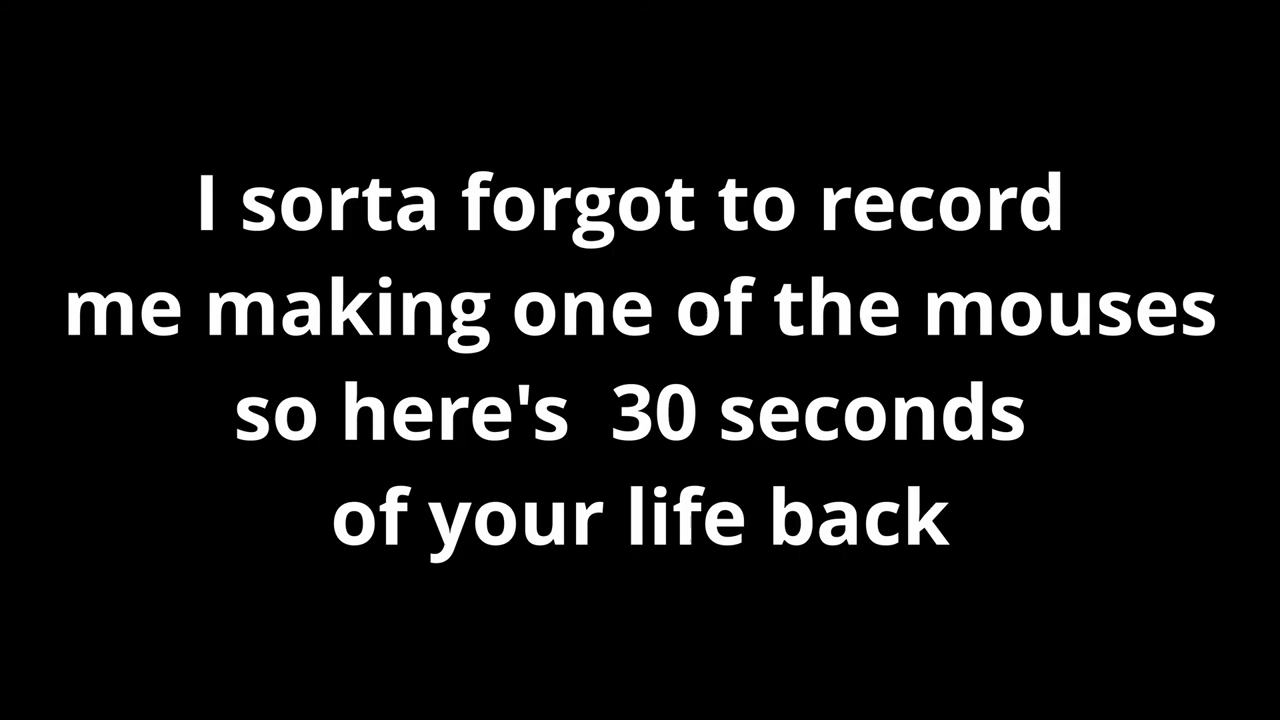 I sorta forgot to record
me making one of the mouses
so here's  30 seconds
of your life back